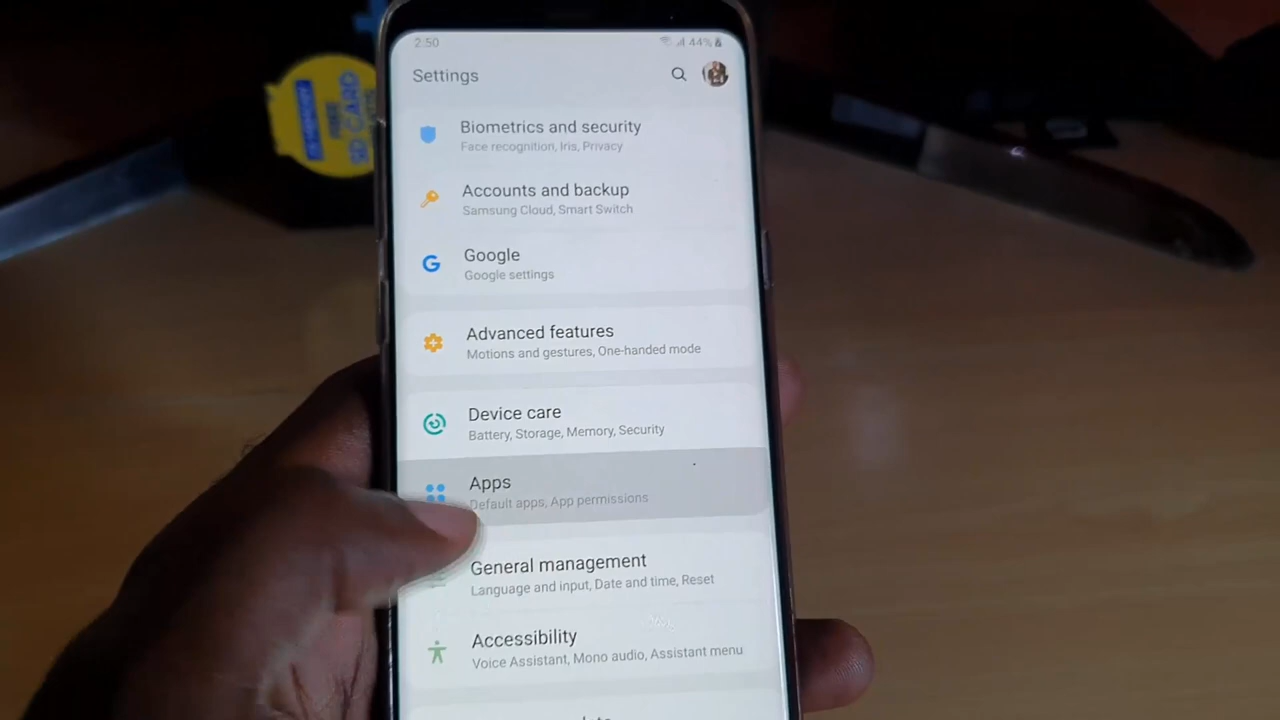 2:50
44%
Settings
Biometrics and security
Face recognition, Iris, Privacy
Accounts and backup
Samsung Cloud, Smart Switch
G
Google
Google settings
Advanced features
Motions and gestures, One-handed mode
Device care
Battery, Storage, Memory, Security
Apps
Default apps, App permissions
General management
Language and input, Date and time, Reset
Accessibility
Voice Assistant, Mono audio, Assistant menu
SD CARD